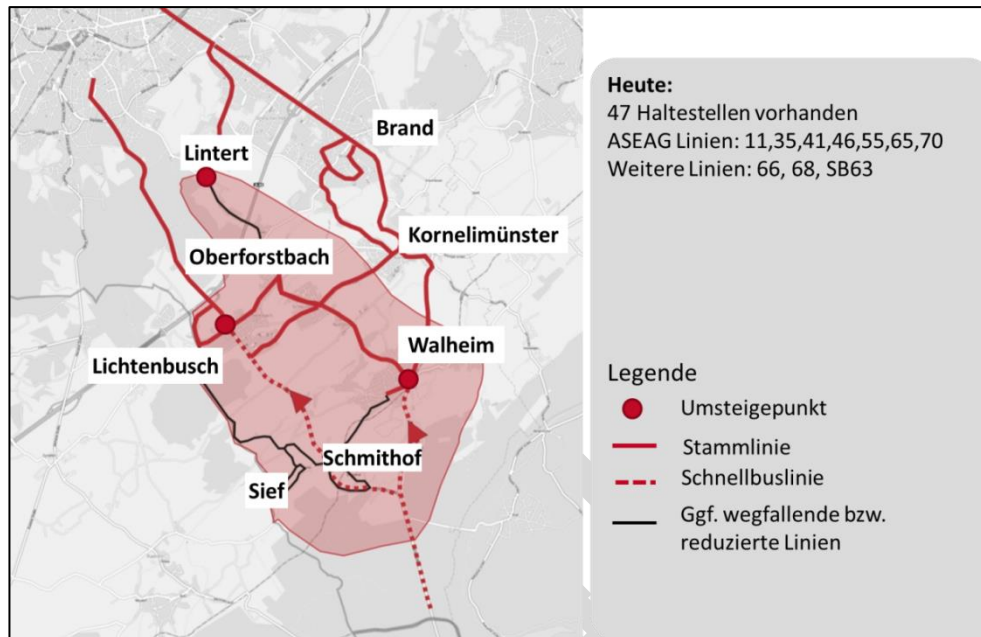 Brand
Lintert
Kornelimünster
Oberforstbach
Walheim
Lichtenbusch
Schmithof
Sief
Heute:
47 Haltestellen vorhanden
ASEAG Linien: 11,35,41,46,55,65,70
Weitere Linien: 66, 68, SB63
Legende
Umsteigepunkt
Stammlinie
Schnellbuslinie
Ggf. wegfallende bzw.
reduzierte Linien